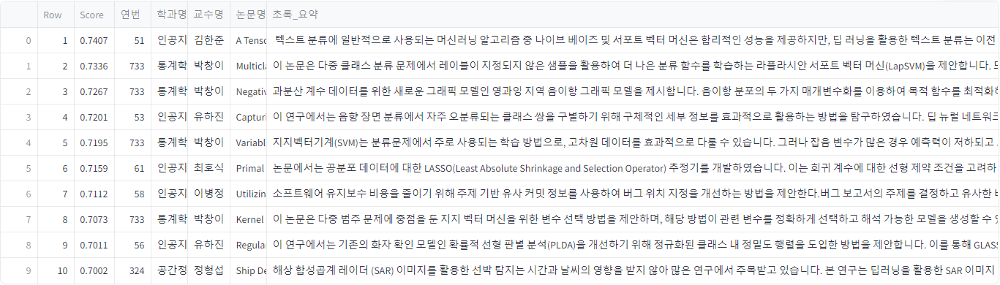 Row Score 연번 학과명 교수명 논문명 초록_요약
0 1 0.7407 51 인공지 김한준 A Tenso 텍스트 분류에 일반적으로 사용되는 머신러닝 알고리즘 중 나이브 베이즈 및 서포트 벡터 머신은 합리적인 성능을 제공하지만, 딥 러닝을 활용한 텍스트 분류는 이전
1 2 0.7336 733 통계학 박창이 Multicla 이 논문은 다중 클래스 분류 문제에서 레이블이 지정되지 않은 샘플을 활용하여 더 나은 분류 함수를 학습하는 라플라시안 서포트 벡터 머신(LapSVM)을 제안합니다.
2 3 0.7267 733 통계학 박창이 Negativ 과분산 계수 데이터를 위한 새로운 그래픽 모델인 영과잉 지역 음이항 그래픽 모델을 제시합니다. 음이항 분포의 두 가지 매개변수화를 이용하여 목적 함수를 최적화하
3 4 0.7201 53 인공지 유하진 Capturi 이 연구에서는 음향 장면 분류에서 자주 오분류되는 클래스 쌍을 구별하기 위해 구체적인 세부 정보를 효과적으로 활용하는 방법을 탐구하였습니다. 딥 뉴럴 네트워크
4 5 0.7195 733 통계학 박창이 Variabl 지지벡터기계(SVM)는 분류문제에서 주로 사용되는 학습 방법으로, 고차원 데이터를 효과적으로 다룰 수 있습니다. 그러나 잡음 변수가 많은 경우 예측력이 저하되고
5 6 0.7159 61 인공지 최호식 Primal 논문에서는 공분포 데이터에 대한 LASSO(Least Absolute Shrinkage and Selection Operator) 추정기를 개발하였습니다. 이는 회귀 계수에 대한 선형 제약 조건을 고려하
6 7 0.7112 58 인공지 이병정 Utilizin 소프트웨어 유지보수 비용을 줄이기 위해 주제 기반 유사 커밋 정보를 사용하여 버그 위치 지정을 개선하는 방법을 제안한다.버그 보고서의 주제를 결정하고 유사한
7 8 0.7073 733 통계학 박창이 Kernel 이 논문은 다중 범주 문제에 중점을 둔 지지 벡터 머신을 위한 변수 선택 방법을 제안하며, 해당 방법이 관련 변수를 정확하게 선택하고 해석 가능한 모델을 생성할 수
8 9 0.7011 56 인공지 유하진 Regula 이 연구에서는 기존의 화자 확인 모델인 확률적 선형 판별 분석(PLDA)을 개선하기 위해 정규화된 클래스 내 정밀도 행렬을 도입한 방법을 제안합니다. 이를 통해 GLASS
9 10 0.7002 324 공간정 정형섭 Ship De 해상 합성곱계 레이더 (SAR) 이미지를 활용한 선박 탐지는 시간과 날씨의 영향을 받지 않아 많은 연구에서 주목받고 있습니다. 본 연구는 딥러닝을 활용한 SAR 이미지